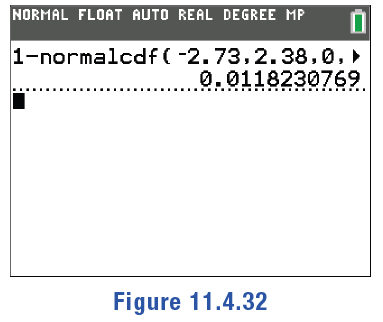 NORMAL FLOAT AUTO REAL DEGREE MP
1-normalcdf(-2.73,2.38,0,
0.0118230769
Figure 11.4.32